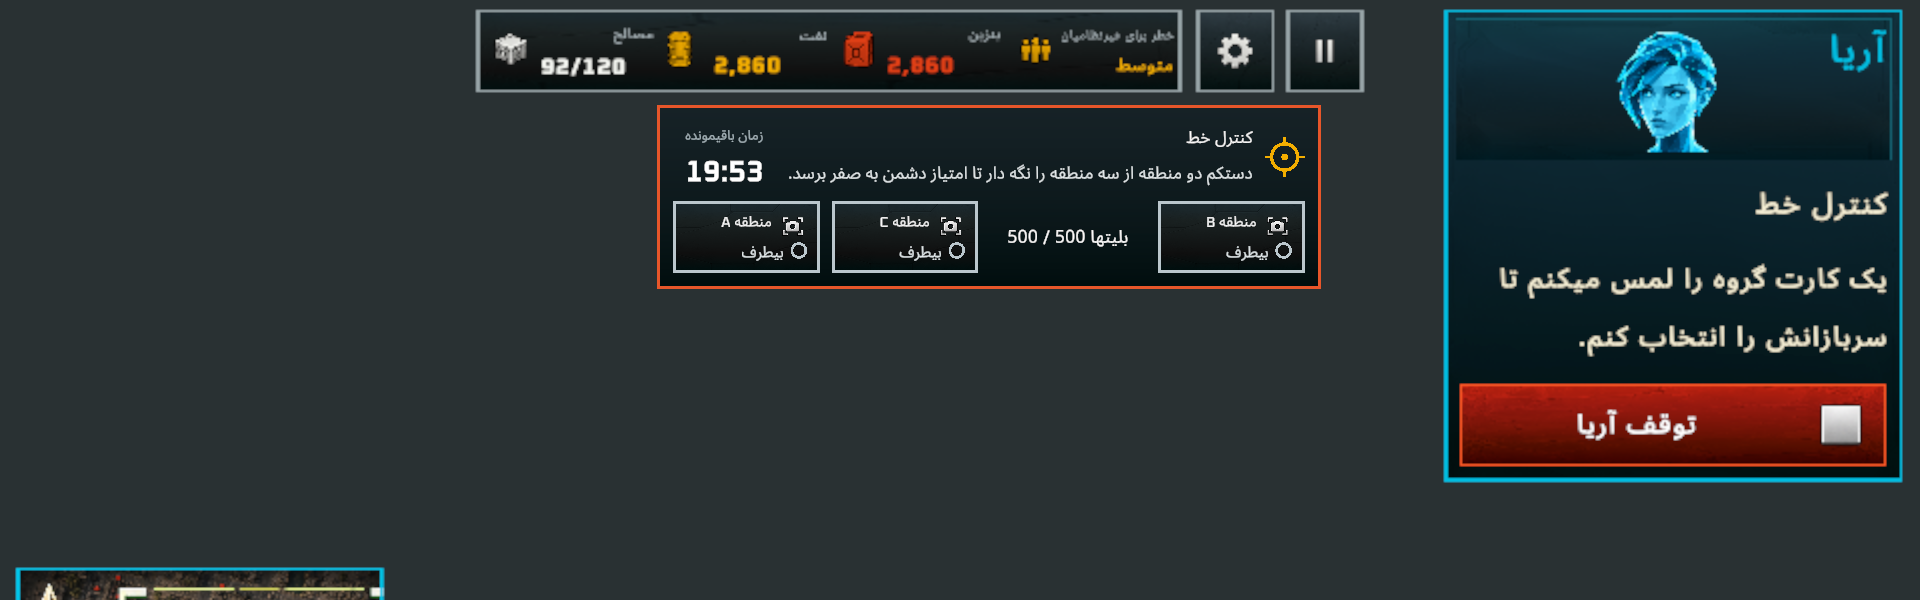 مصالح
92/120
نفت
2,860
بنزین
2,860
خطر برای غیرنظامیان
متوسط
کنترل خط
زمان باقیمونده
19:53
دستکم دو منطقه از سه منطقه را نگه دار تا امتیاز دشمن به صفر برسد.
منطقه A
بیطرف
منطقه C
بیطرف
بلیتها 500 / 500
منطقه B
بیطرف
آریا
کنترل خط
یک کارت گروه را لمس میکنم تا
سربازانش را انتخاب کنم.
توقف آریا